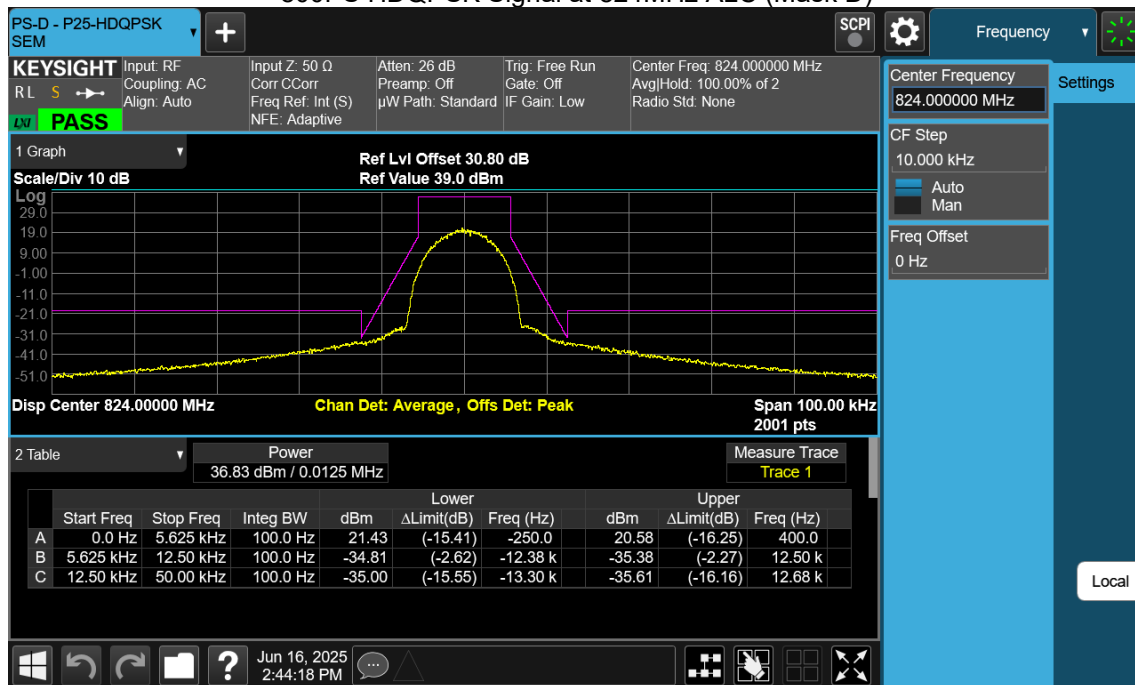 PS-D - P25-HDQPSK
SEM
SCPI
Frequency
KEYSIGHT
RL S
LXI PASS
Input: RF
Coupling: AC
Align: Auto
Input Z: 50 Ω
Corr CCorr
Freq Ref: Int (S)
NFE: Adaptive
Atten: 26 dB
Preamp: Off
µW Path: Standard
Trig: Free Run
Gate: Off
IF Gain: Low
Center Freq: 824.000000 MHz
Avg|Hold: 100.00% of 2
Radio Std: None
Center Frequency
824.000000 MHz
Settings
CF Step
10.000 kHz
Auto
Man
Freq Offset
0 Hz
Local
1 Graph
Scale/Div 10 dB
Ref Lvl Offset 30.80 dB
Ref Value 39.0 dBm
Log
29.0
19.0
9.00
-1.00
-11.0
-21.0
-31.0
-41.0
-51.0
Disp Center 824.00000 MHz
Chan Det: Average , Offs Det: Peak
Span 100.00 kHz
2001 pts
2 Table
Power
36.83 dBm / 0.0125 MHz
Measure Trace
Trace 1
Lower Upper
Start Freq Stop Freq Integ BW dBm ΔLimit(dB) Freq (Hz) dBm ΔLimit(dB) Freq (Hz)
A 0.0 Hz 5.625 kHz 100.0 Hz 21.43 (-15.41) -250.0 20.58 (-16.25) 400.0
B 5.625 kHz 12.50 kHz 100.0 Hz -34.81 (-2.62) -12.38 k -35.38 (-2.27) 12.50 k
C 12.50 kHz 50.00 kHz 100.0 Hz -35.00 (-15.55) -13.30 k -35.61 (-16.16) 12.68 k
?
Jun 16, 2025
2:44:18 PM